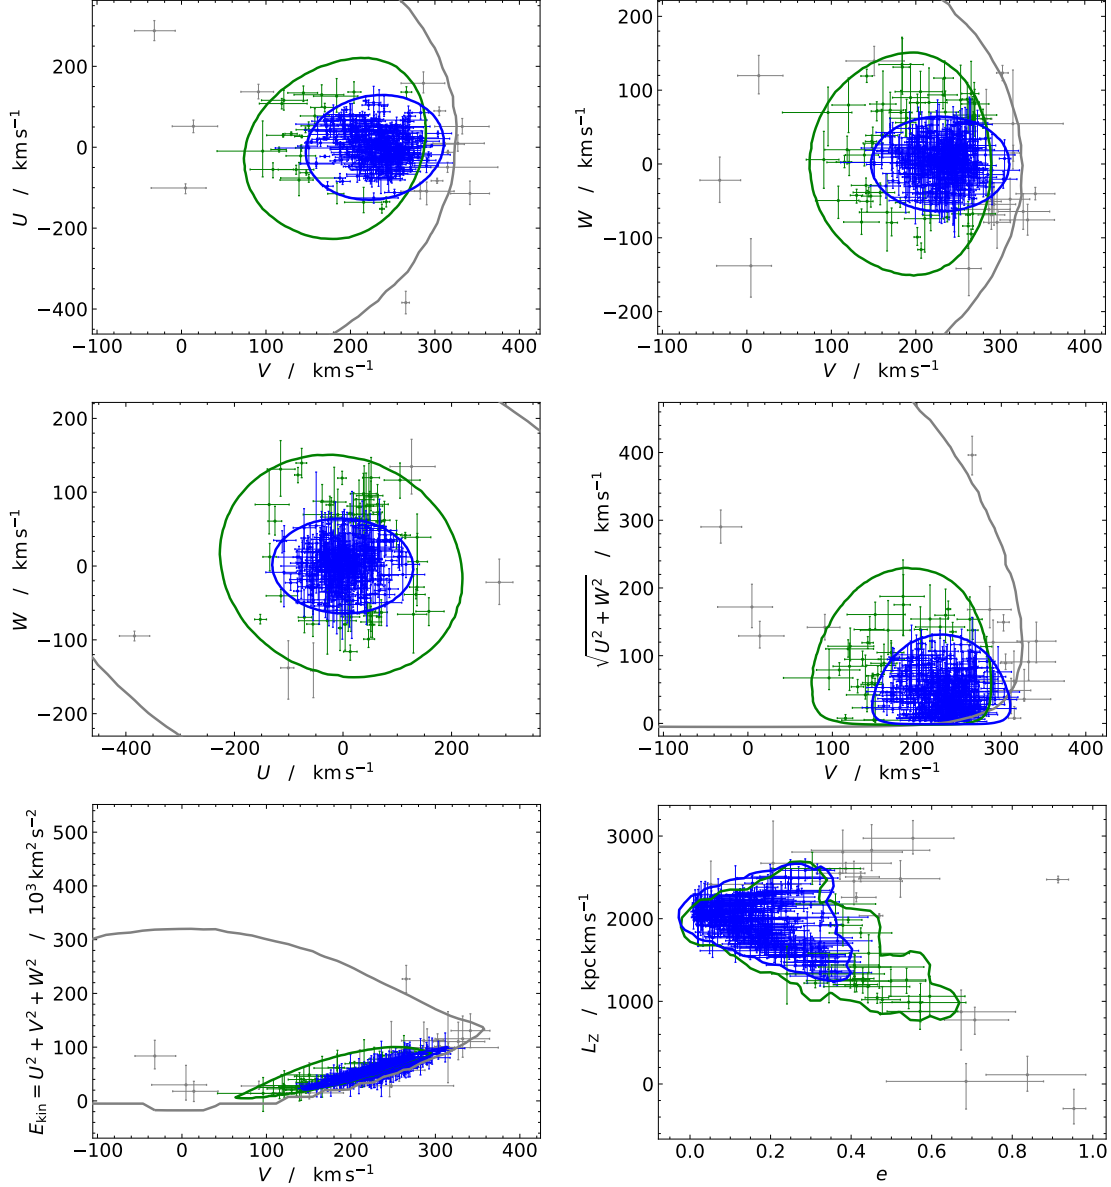 200
0
−200
−400
U / km s⁻¹
−100 0 100 200 300 400
V / km s⁻¹
200
100
0
−100
−200
W / km s⁻¹
−100 0 100 200 300 400
V / km s⁻¹
200
100
0
−100
−200
W / km s⁻¹
−400 −200 0 200
U / km s⁻¹
400
300
200
100
0
√U² + W² / km s⁻¹
−100 0 100 200 300 400
V / km s⁻¹
500
400
300
200
100
0
E_kin = U² + V² + W² / 10³ km² s⁻²
−100 0 100 200 300 400
V / km s⁻¹
3000
2000
1000
0
L_Z / kpc km s⁻¹
0.0 0.2 0.4 0.6 0.8 1.0
e